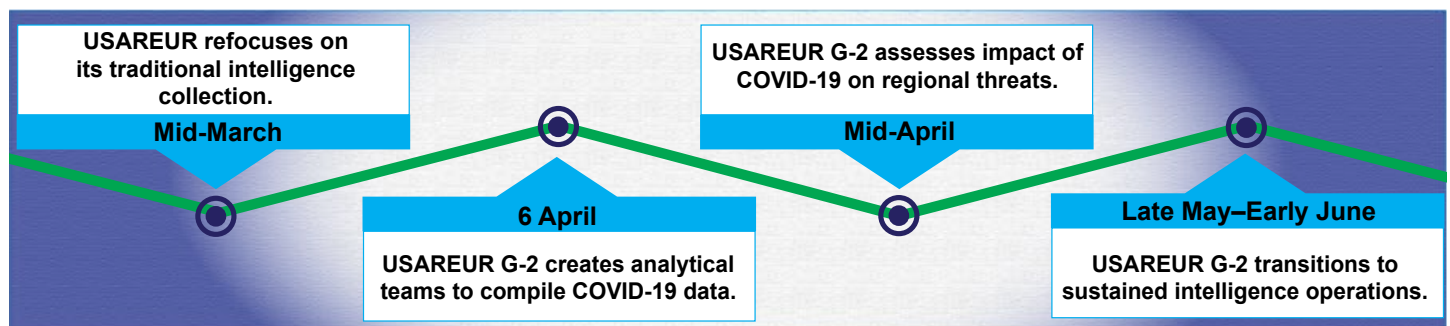 USAREUR refocuses on
its traditional intelligence
collection.
Mid-March
6 April
USAREUR G-2 creates analytical
teams to compile COVID-19 data.
USAREUR G-2 assesses impact of
COVID-19 on regional threats.
Mid-April
Late May–Early June
USAREUR G-2 transitions to
sustained intelligence operations.